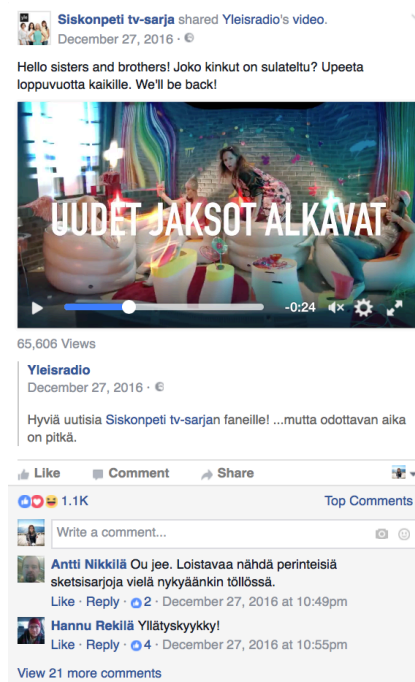 Siskonpeti tv-sarja shared Yleisradio's video.
December 27, 2016 ·
Hello sisters and brothers! Joko kinkut on sulateltu? Upeeta
loppuvuotta kaikille. We'll be back!
UUDET JAKSOT ALKAVAT
-0:24
65,606 Views
Yleisradio
December 27, 2016 ·
Hyviä uutisia Siskonpeti tv-sarjan faneille! ...mutta odottavan aika
on pitkä.
Like Comment Share
1.1K Top Comments
Write a comment...
Antti Nikkilä Ou jee. Loistavaa nähdä perinteisiä
sketsisarjoja vielä nykyäänkin töllössä.
Like · Reply · 2 · December 27, 2016 at 10:49pm
Hannu Rekilä Yllätyskyykky!
Like · Reply · 4 · December 27, 2016 at 10:55pm
View 21 more comments